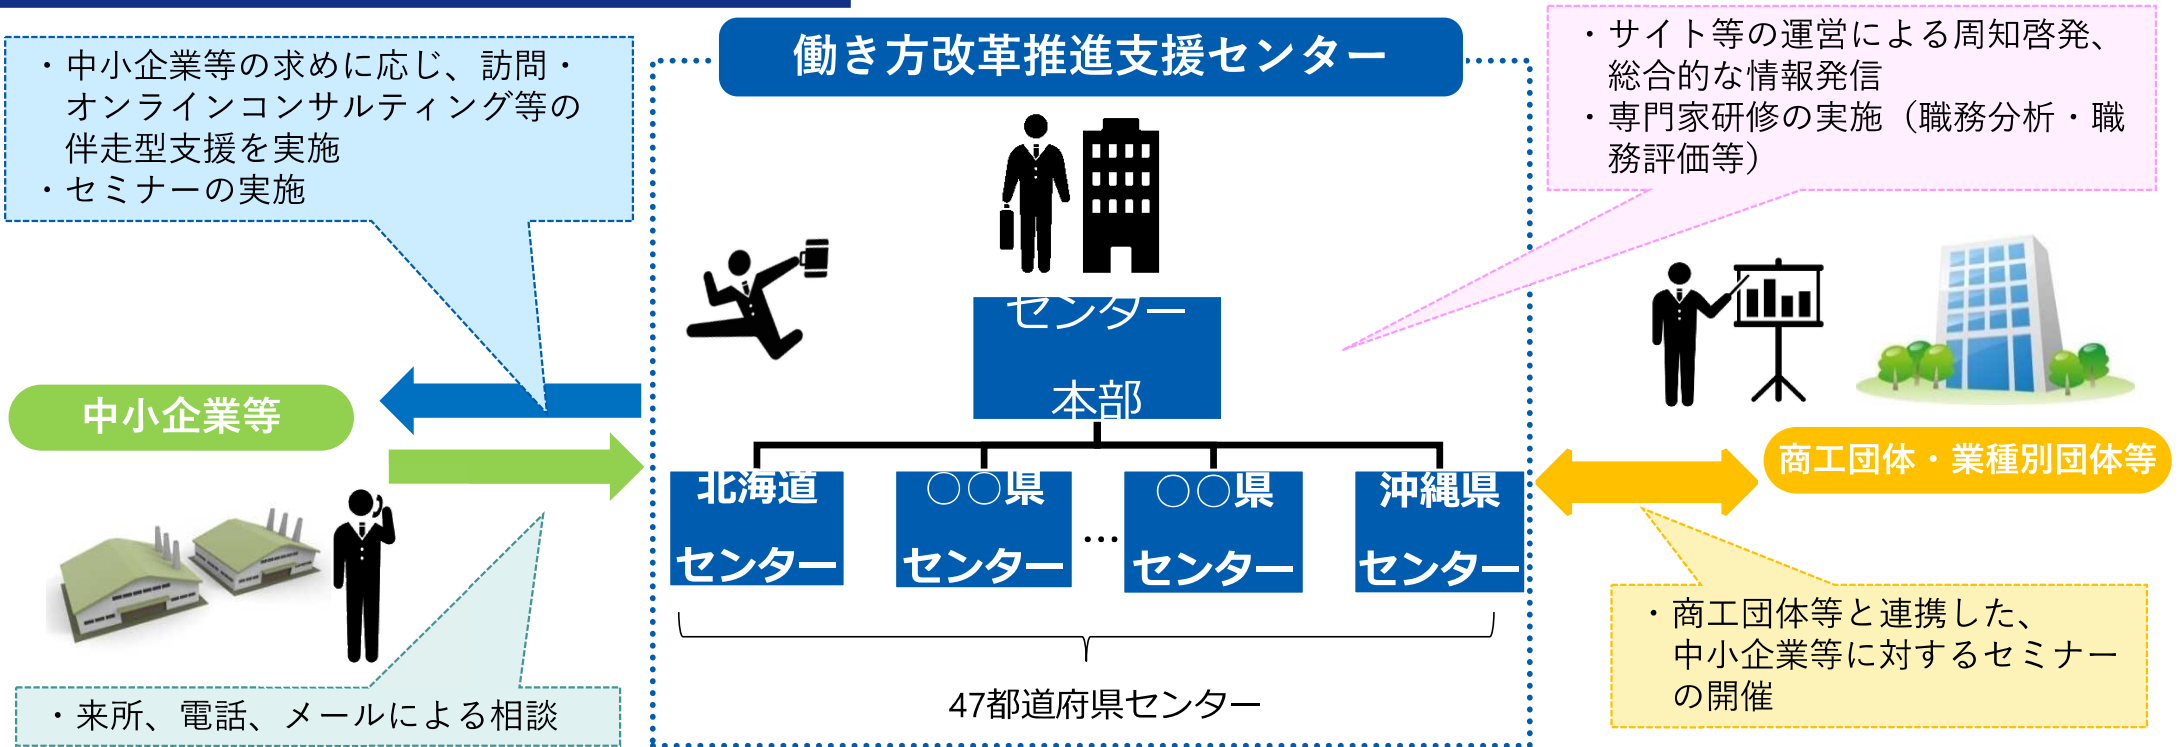 働き方改革推進支援センター
・中小企業等の求めに応じ、訪問・
オンラインコンサルティング等の
伴走型支援を実施
・セミナーの実施
・サイト等の運営による周知啓発、
総合的な情報発信
・専門家研修の実施（職務分析・職
務評価等）
センター
本部
中小企業等
商工団体・業種別団体等
北海道
センター
○○県
センター
…
○○県
センター
沖縄県
センター
47都道府県センター
・来所、電話、メールによる相談
・商工団体等と連携した、
中小企業等に対するセミナー
の開催